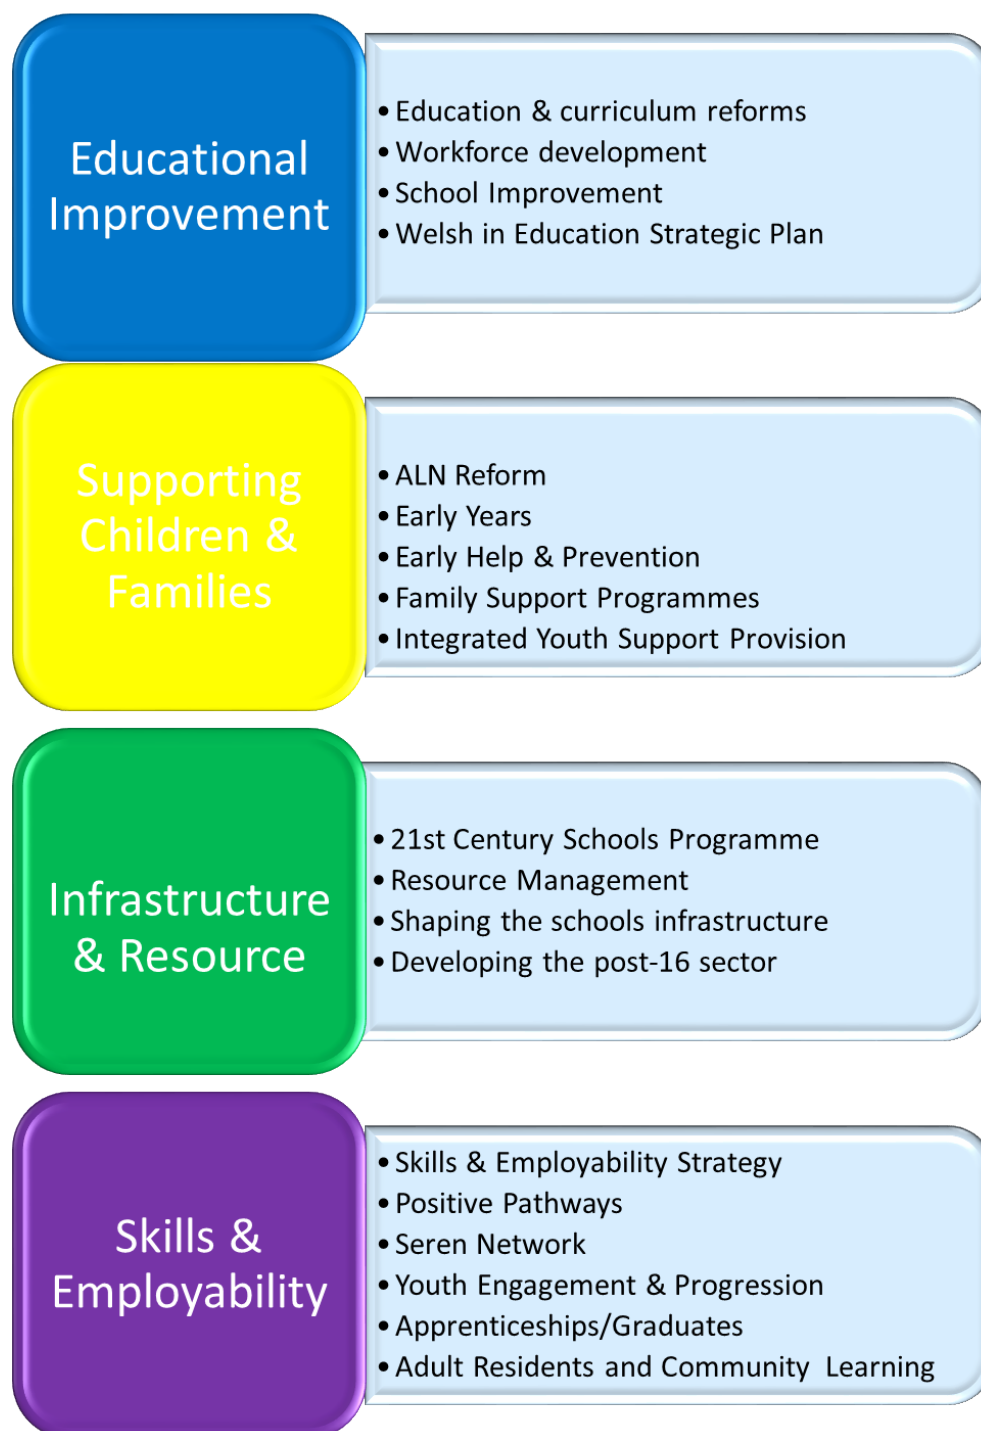 Educational
Improvement
• Education & curriculum reforms
• Workforce development
• School Improvement
• Welsh in Education Strategic Plan
Supporting
Children &
Families
• ALN Reform
• Early Years
• Early Help & Prevention
• Family Support Programmes
• Integrated Youth Support Provision
Infrastructure
& Resource
• 21st Century Schools Programme
• Resource Management
• Shaping the schools infrastructure
• Developing the post-16 sector
Skills &
Employability
• Skills & Employability Strategy
• Positive Pathways
• Seren Network
• Youth Engagement & Progression
• Apprenticeships/Graduates
• Adult Residents and Community Learning